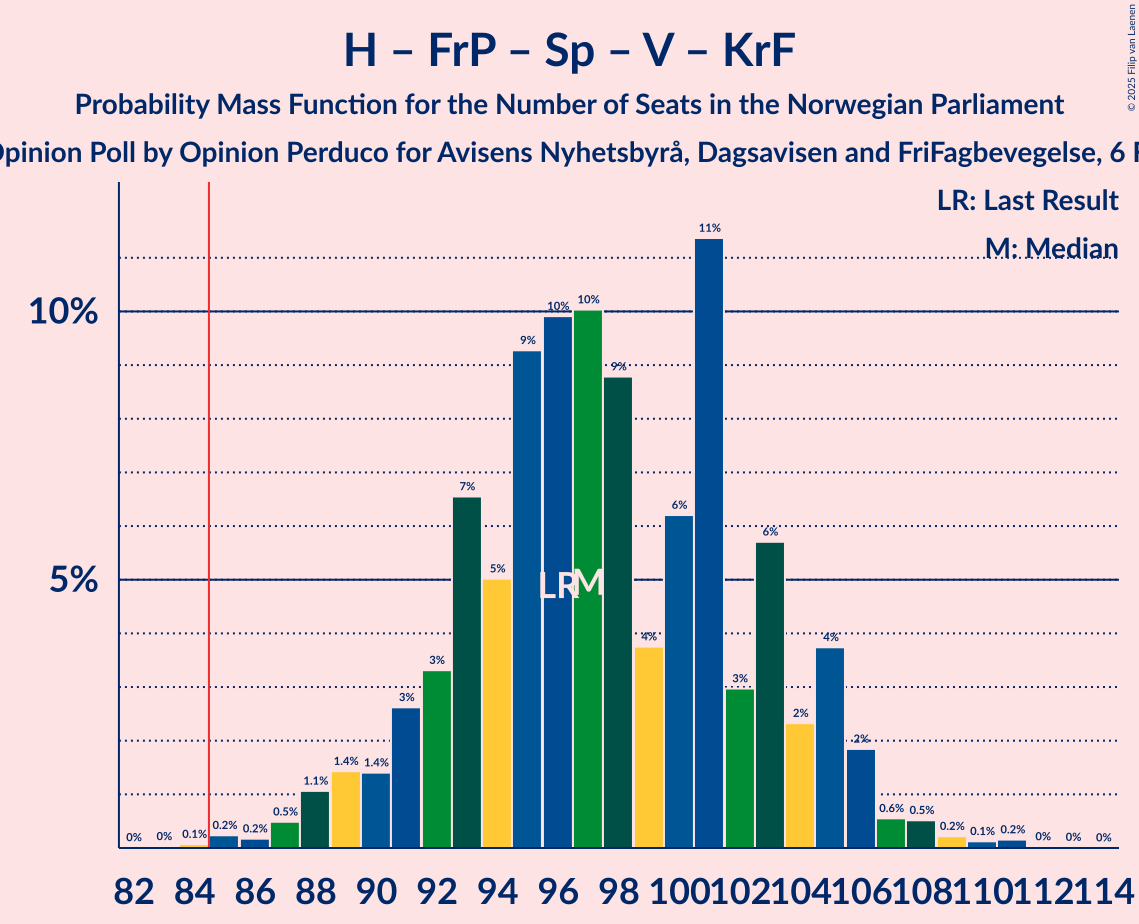 H – FrP – Sp – V – KrF
Probability Mass Function for the Number of Seats in the Norwegian Parliament
Opinion Poll by Opinion Perduco for Avisens Nyhetsbyrå, Dagsavisen and FriFagbevegelse, 6
© 2025 Filip van Laenen
LR: Last Result
M: Median
10%
5%
0% 0% 0.1% 0.2% 0.2% 0.5% 1.1% 1.4% 1.4% 3% 3% 7% 5% 9% 10% 10% 9% 4% 6% 11% 3% 6% 2% 4% 2% 0.6% 0.5% 0.2% 0.1% 0.2% 0% 0% 0%
LR M
82 84 86 88 90 92 94 96 98 100 102 104 106 108 110 112 114